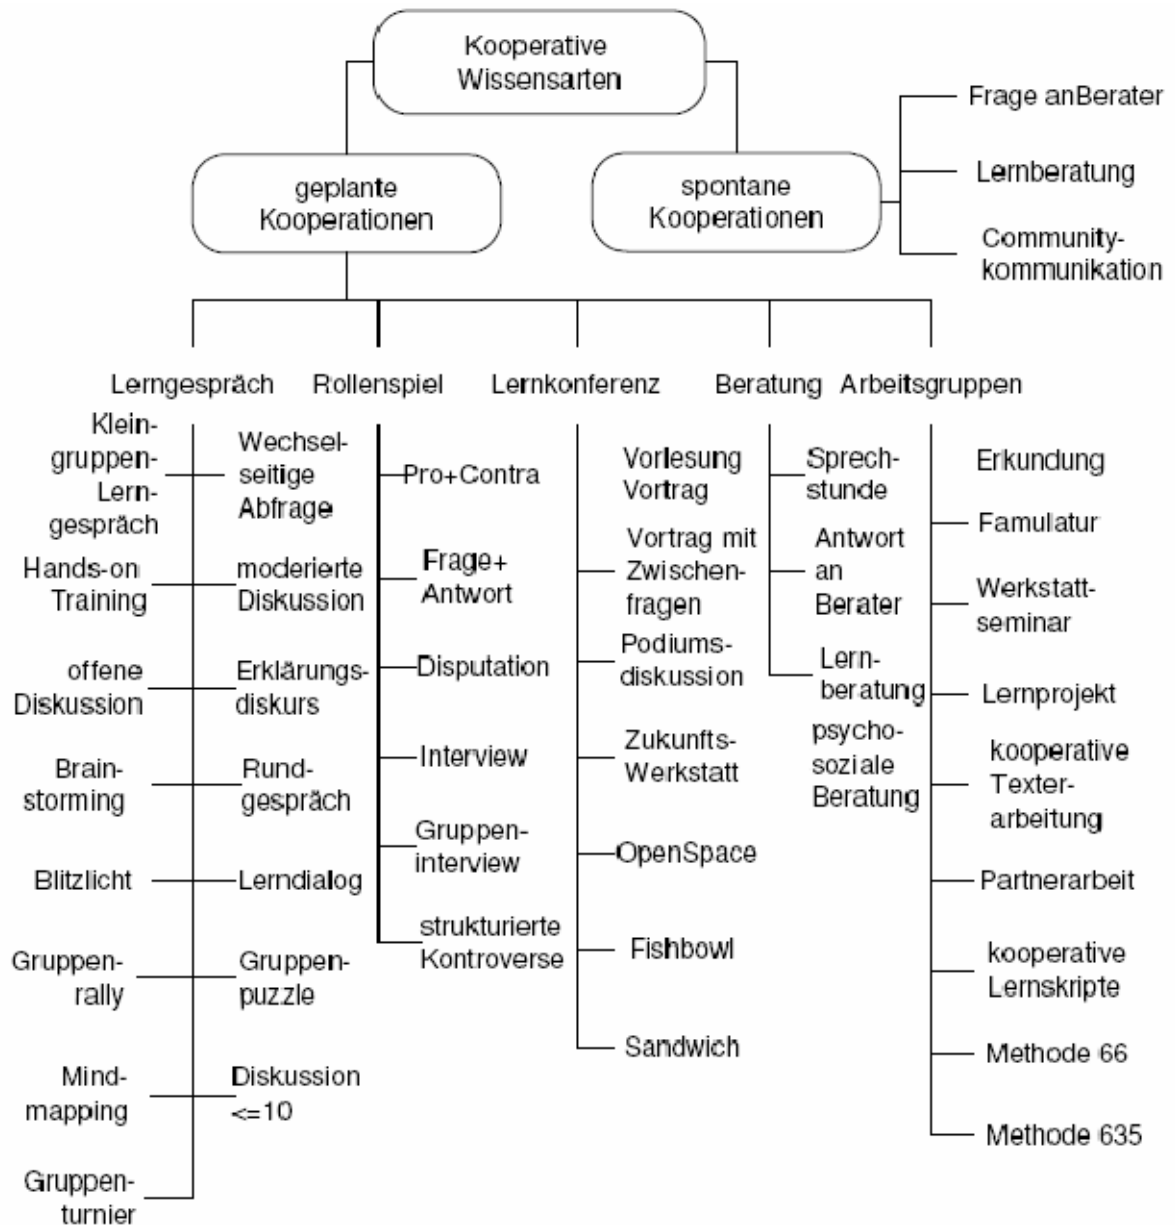 Kooperative
Wissensarten
geplante
Kooperationen
spontane
Kooperationen
Frage anBerater
Lernberatung
Community-
kommunikation
Lerngespräch
Klein-
gruppen-
Lern-
gespräch
Hands-on
Training
offene
Diskussion
Brain-
storming
Blitzlicht
Gruppen-
rally
Mind-
mapping
Gruppen-
turnier
Wechsel-
seitige
Abfrage
moderierte
Diskussion
Erklärungs-
diskurs
Rund-
gespräch
Lerndialog
Gruppen-
puzzle
Diskussion
<=10
Rollenspiel
Pro+Contra
Frage+
Antwort
Disputation
Interview
Gruppen-
interview
strukturierte
Kontroverse
Lernkonferenz
Vorlesung
Vortrag
Vortrag mit
Zwischen-
fragen
Podiums-
diskussion
Zukunfts-
Werkstatt
OpenSpace
Fishbowl
Sandwich
Beratung
Sprech-
stunde
Antwort
an
Berater
Lern-
beratung
psycho-
soziale
Beratung
Arbeitsgruppen
Erkundung
Famulatur
Werkstatt-
seminar
Lernprojekt
kooperative
Texter-
arbeitung
Partnerarbeit
kooperative
Lernskripte
Methode 66
Methode 635